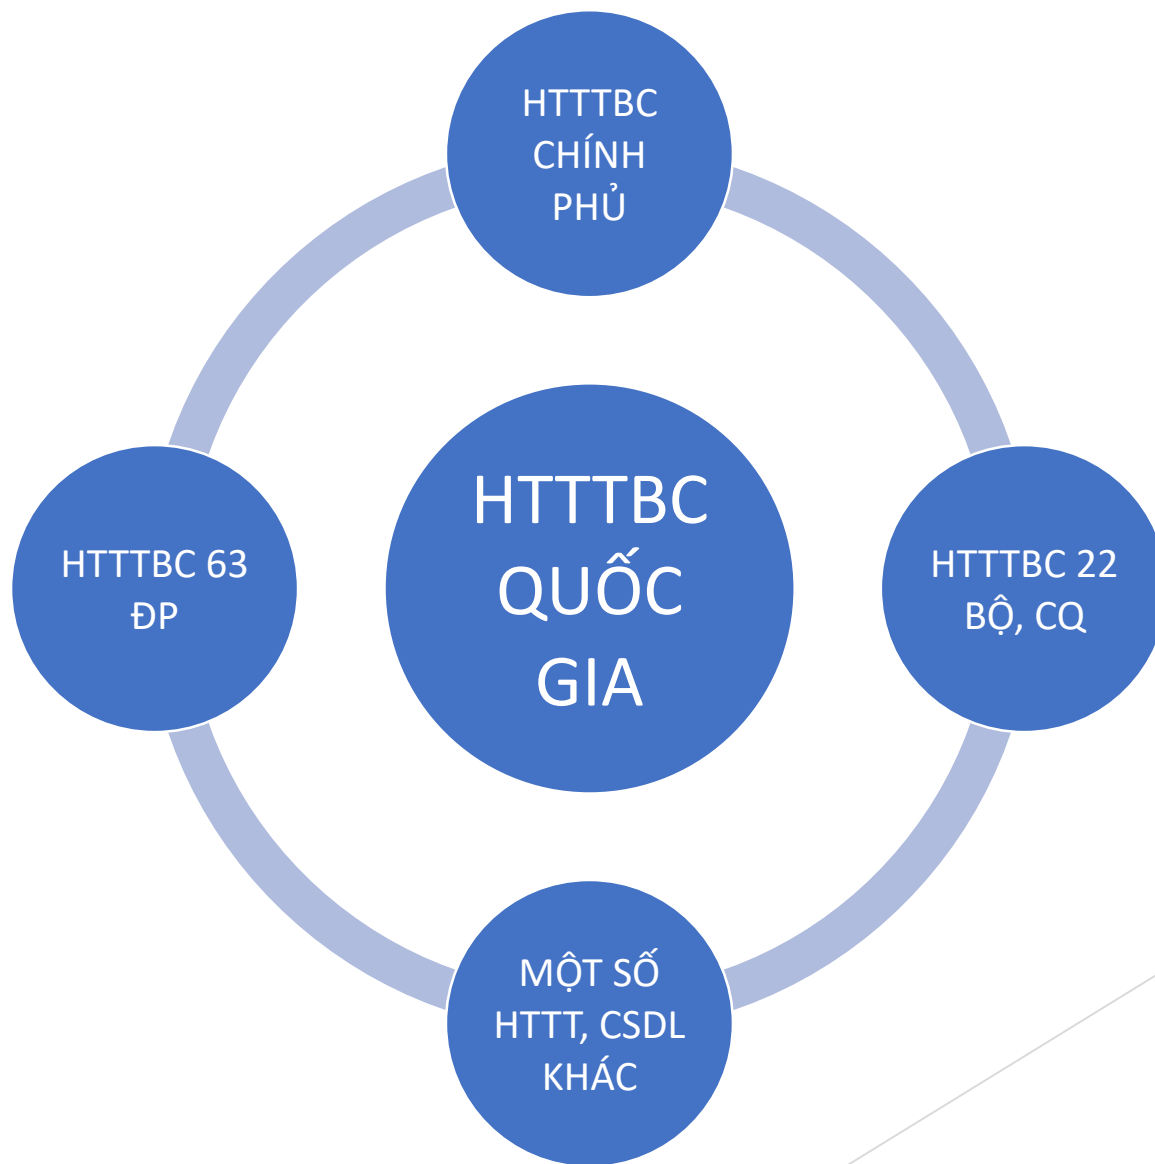 HTTTBC
CHÍNH
PHỦ
HTTTBC 63
ĐP
HTTTBC
QUỐC
GIA
HTTTBC 22
BỘ, CQ
MỘT SỐ
HTTT, CSDL
KHÁC